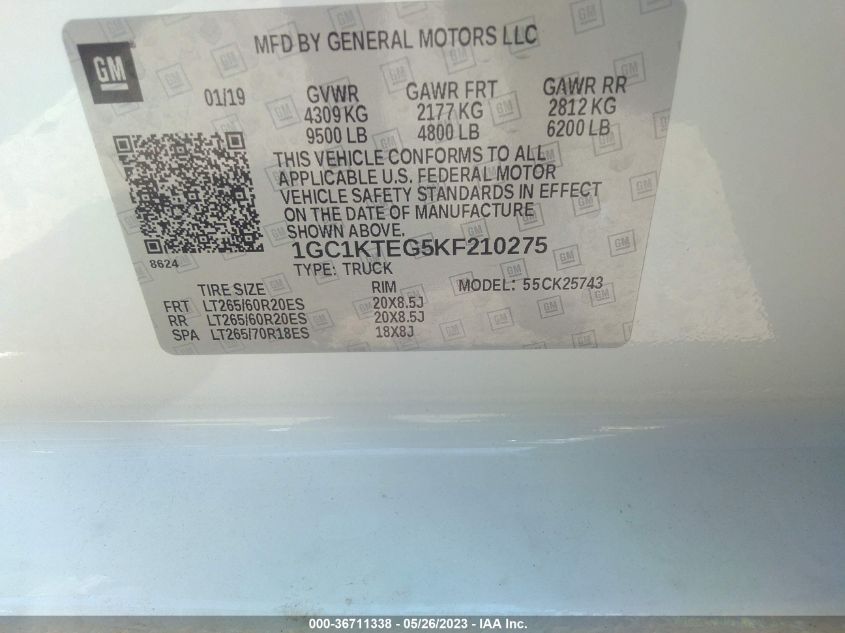 GM
MFD BY GENERAL MOTORS LLC
01/19
GVWR
4309 KG
9500 LB
GAWR FRT
2177 KG
4800 LB
GAWR RR
2812 KG
6200 LB
THIS VEHICLE CONFORMS TO ALL
APPLICABLE U.S. FEDERAL MOTOR
VEHICLE SAFETY STANDARDS IN EFFECT
ON THE DATE OF MANUFACTURE
SHOWN ABOVE.
8624
1GC1KTEG5KF210275
TYPE: TRUCK
MODEL: 55CK25743
TIRE SIZE RIM
FRT LT265/60R20ES 20X8.5J
RR LT265/60R20ES 20X8.5J
SPA LT265/70R18ES 18X8J
000-36711338 - 05/26/2023 - IAA Inc.